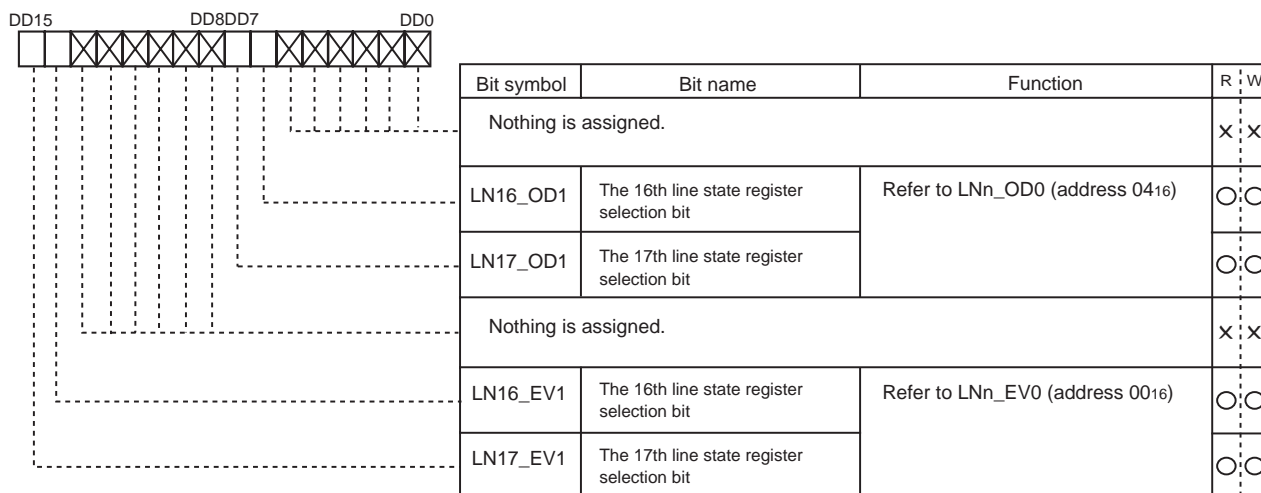 DD15 DD8DD7 DD0
Bit symbol Bit name Function R W
Nothing is assigned. X X
LN16_OD1 The 16th line state register selection bit Refer to LNn_OD0 (address 0416) O O
LN17_OD1 The 17th line state register selection bit O O
Nothing is assigned. X X
LN16_EV1 The 16th line state register selection bit Refer to LNn_EV0 (address 0016) O O
LN17_EV1 The 17th line state register selection bit O O